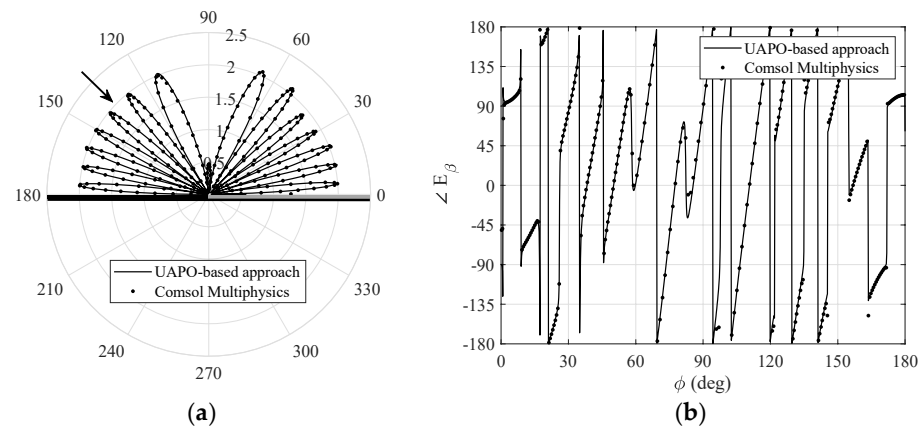 90
120
60
150
30
180
0
210
330
240
300
270
2.5
2
1.5
1
0.5
UAPO-based approach
Comsol Multiphysics
(a)
180
135
90
45
0
-45
-90
-135
-180
∠ E_β
UAPO-based approach
Comsol Multiphysics
0 30 60 90 120 150 180
ϕ (deg)
(b)